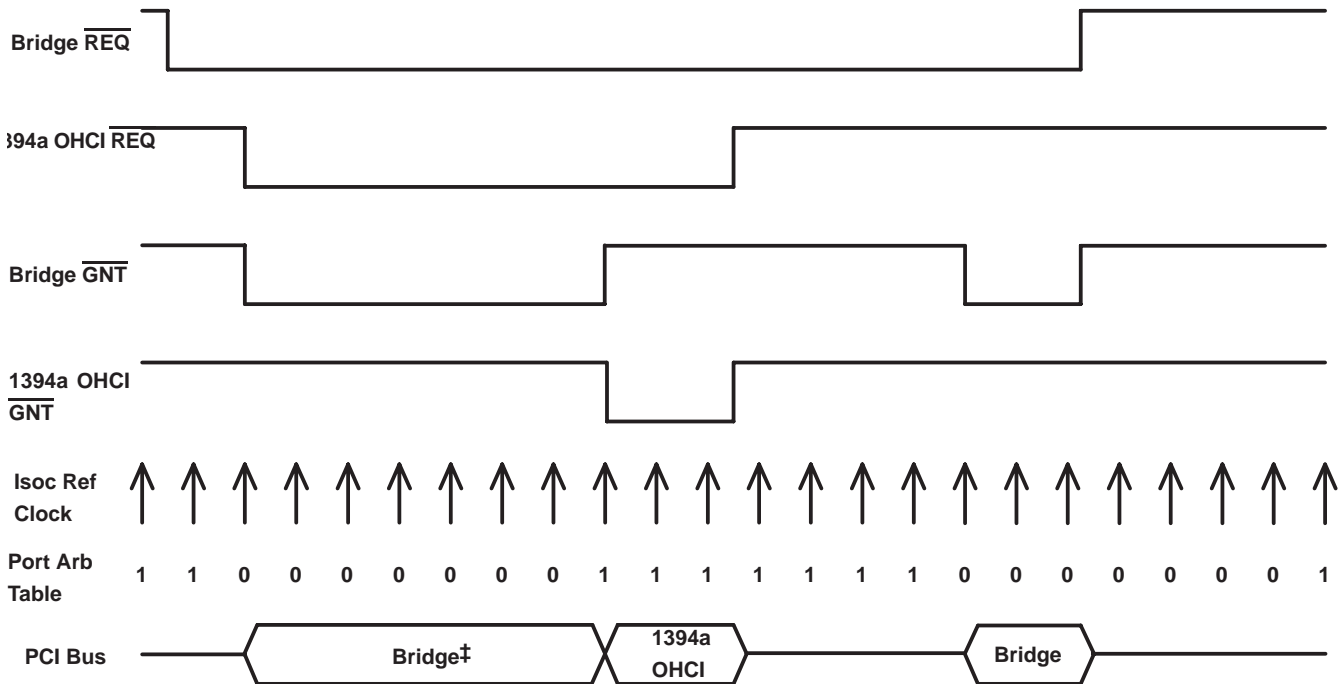 Bridge REQ
394a OHCI REQ
Bridge GNT
1394a OHCI
GNT
Isoc Ref
Clock
Port Arb
Table
1 1 0 0 0 0 0 0 0 1 1 1 1 1 1 1 0 0 0 0 0 0 0 1
PCI Bus
Bridge‡
1394a
OHCI
Bridge